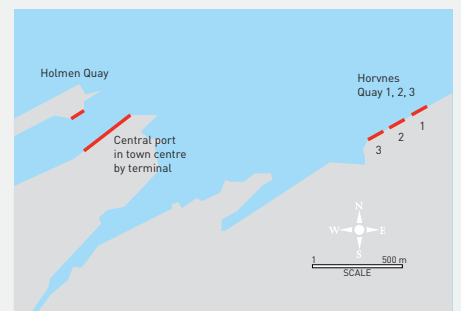 Holmen Quay
Horvnes
Quay 1, 2, 3
Central port
in town centre
by terminal
1
2
3
N
W E
S
1 500 m
SCALE